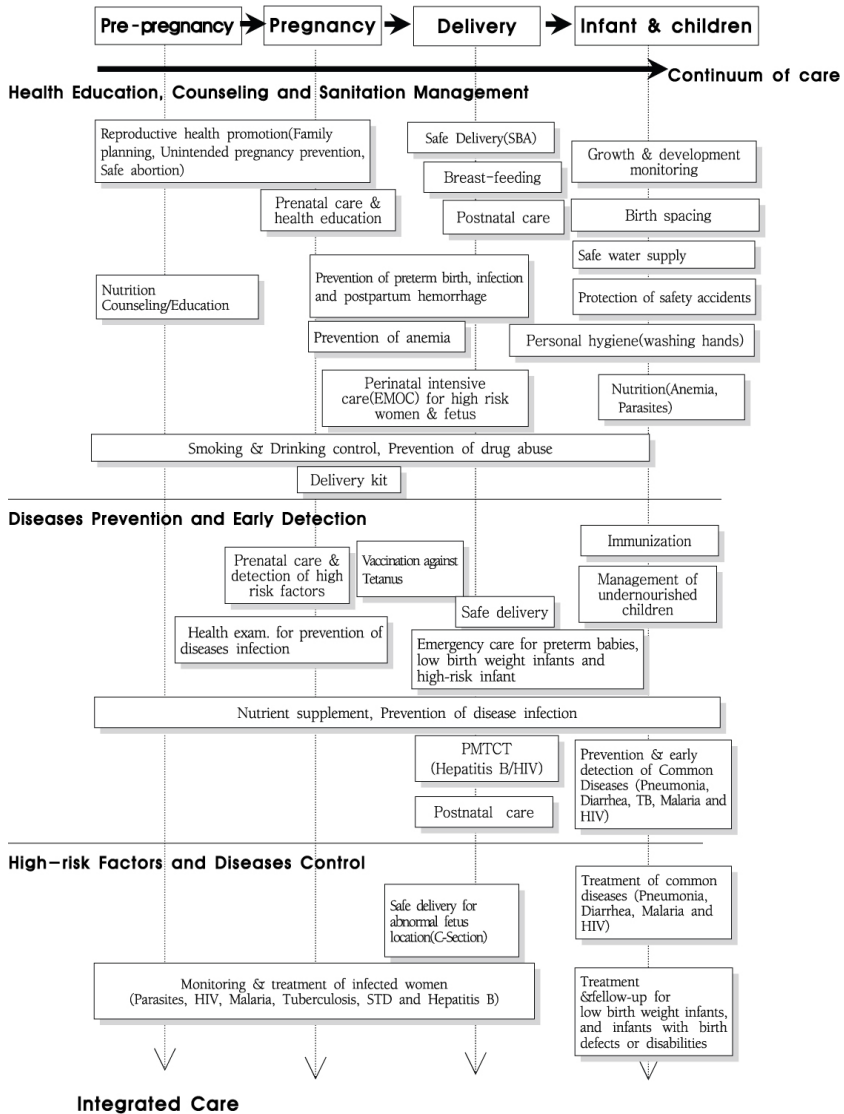 Pre-pregnancy
Pregnancy
Delivery
Infant & children
Continuum of care
Health Education, Counseling and Sanitation Management
Reproductive health promotion(Family
planning, Unintended pregnancy prevention,
Safe abortion)
Safe Delivery(SBA)
Growth & development
monitoring
Breast-feeding
Prenatal care &
health education
Postnatal care
Birth spacing
Safe water supply
Nutrition
Counseling/Education
Prevention of preterm birth, infection
and postpartum hemorrhage
Protection of safety accidents
Prevention of anemia
Personal hygiene(washing hands)
Perinatal intensive
care(EMOC) for high risk
women & fetus
Nutrition(Anemia,
Parasites)
Smoking & Drinking control, Prevention of drug abuse
Delivery kit
Diseases Prevention and Early Detection
Immunization
Prenatal care &
detection of high
risk factors
Vaccination against
Tetanus
Management of
undernourished
children
Safe delivery
Health exam. for prevention of
diseases infection
Emergency care for preterm babies,
low birth weight infants and
high-risk infant
Nutrient supplement, Prevention of disease infection
PMTCT
(Hepatitis B/HIV)
Prevention & early
detection of Common
Diseases (Pneumonia,
Diarrhea, TB, Malaria and
HIV)
Postnatal care
High-risk Factors and Diseases Control
Treatment of common
diseases (Pneumonia,
Diarrhea, Malaria and
HIV)
Safe delivery for
abnormal fetus
location(C-Section)
Monitoring & treatment of infected women
(Parasites, HIV, Malaria, Tuberculosis, STD and Hepatitis B)
Treatment
&fellow-up for
low birth weight infants,
and infants with birth
defects or disabilities
Integrated Care